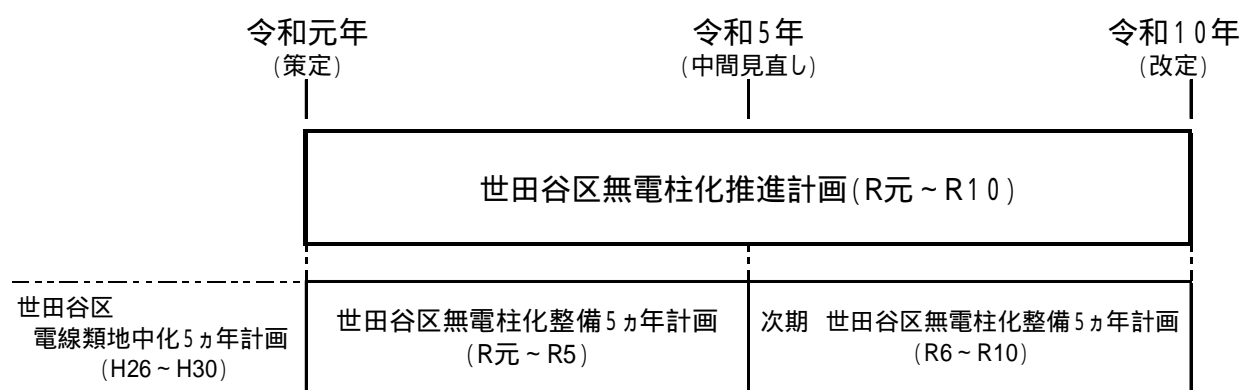 令和元年
(策定)
令和5年
(中間見直し)
令和10年
(改定)
世田谷区無電柱化推進計画(R元~R10)
世田谷区
電線類地中化5ヵ年計画
(H26~H30)
世田谷区無電柱化整備5ヵ年計画
(R元~R5)
次期 世田谷区無電柱化整備5ヵ年計画
(R6~R10)